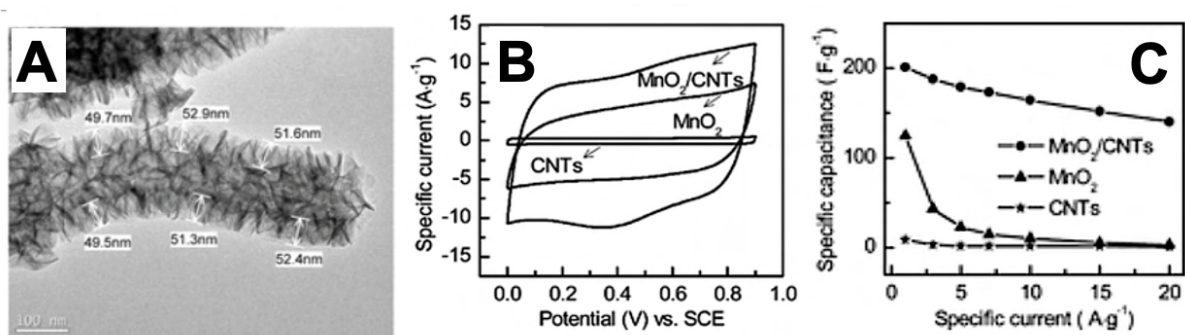 A
49.7nm
52.9nm
51.6nm
49.5nm
51.3nm
52.4nm
100 nm
B
Specific current (A·g⁻¹)
15
10
5
0
-5
-10
-15
MnO₂/CNTs
MnO₂
CNTs
0.0 0.2 0.4 0.6 0.8 1.0
Potential (V) vs. SCE
C
Specific capacitance ( F·g⁻¹)
200
100
0
MnO₂/CNTs
MnO₂
CNTs
0 5 10 15 20
Specific current ( A·g⁻¹)